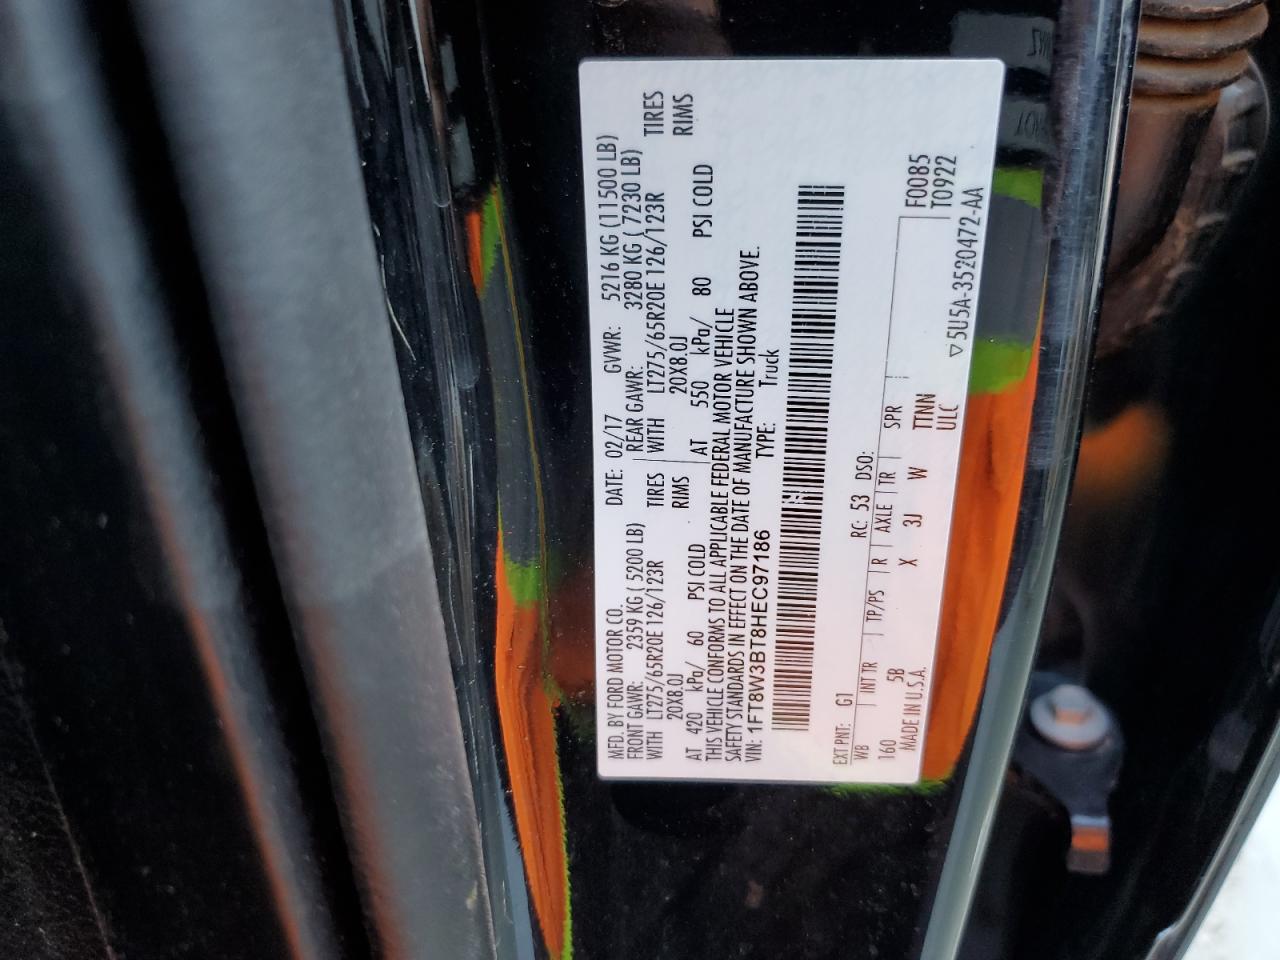 MFD. BY FORD MOTOR CO.
DATE: 02/17 GVWR: 5216 KG (11500 LB)
FRONT GAWR: 2359 KG ( 5200 LB) REAR GAWR: 3280 KG ( 7230 LB)
WITH LT275/65R20E 126/123R TIRES WITH LT275/65R20E 126/123R TIRES
20X8.0J RIMS 20X8.0J RIMS
AT 420 kPa/ 60 PSI COLD AT 550 kPa/ 80 PSI COLD
THIS VEHICLE CONFORMS TO ALL APPLICABLE FEDERAL MOTOR VEHICLE
SAFETY STANDARDS IN EFFECT ON THE DATE OF MANUFACTURE SHOWN ABOVE.
VIN: 1FT8W3BT8HEC97186 TYPE: Truck
EXT PNT: G1 RC: 53 DSO:
WB INT TR TP/PS R AXLE TR SPR F0085
160 5B X 3J W TTNN T0922
MADE IN U.S.A. ULC ▽5U5A-3520472-AA